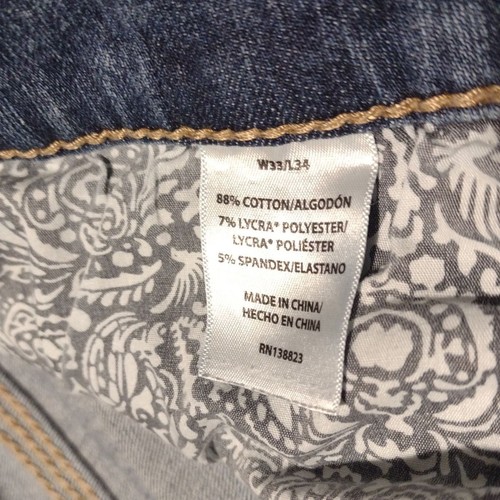 W33/L34
88% COTTON/ALGODÓN
7% LYCRA® POLYESTER/
LYCRA® POLIÉSTER
5% SPANDEX/ELASTANO
MADE IN CHINA/
HECHO EN CHINA
RN138823